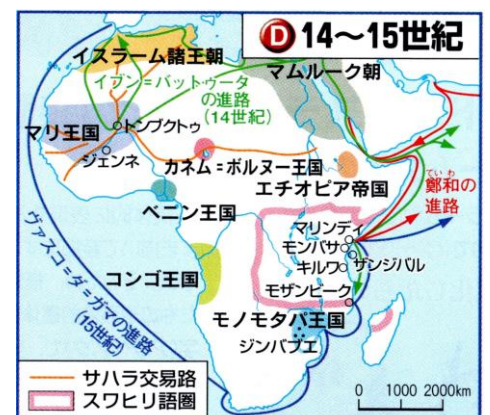 D 14～15世紀
イスラーム諸王朝
マムルーク朝
イブン＝バットゥータ
の進路
(14世紀)
マリ王国
トンブクトゥ
ジェンネ
カネム＝ボルヌー王国
エチオピア帝国
ていわ
鄭和の
進路
ベニン王国
マリンディ
モンバサ
キルワ
ザンジバル
モザンビーク
コンゴ王国
ヴァスコ＝ダ＝ガマの進路
(15世紀)
モノモタパ王国
ジンバブエ
サハラ交易路
スワヒリ語圏
0 1000 2000km